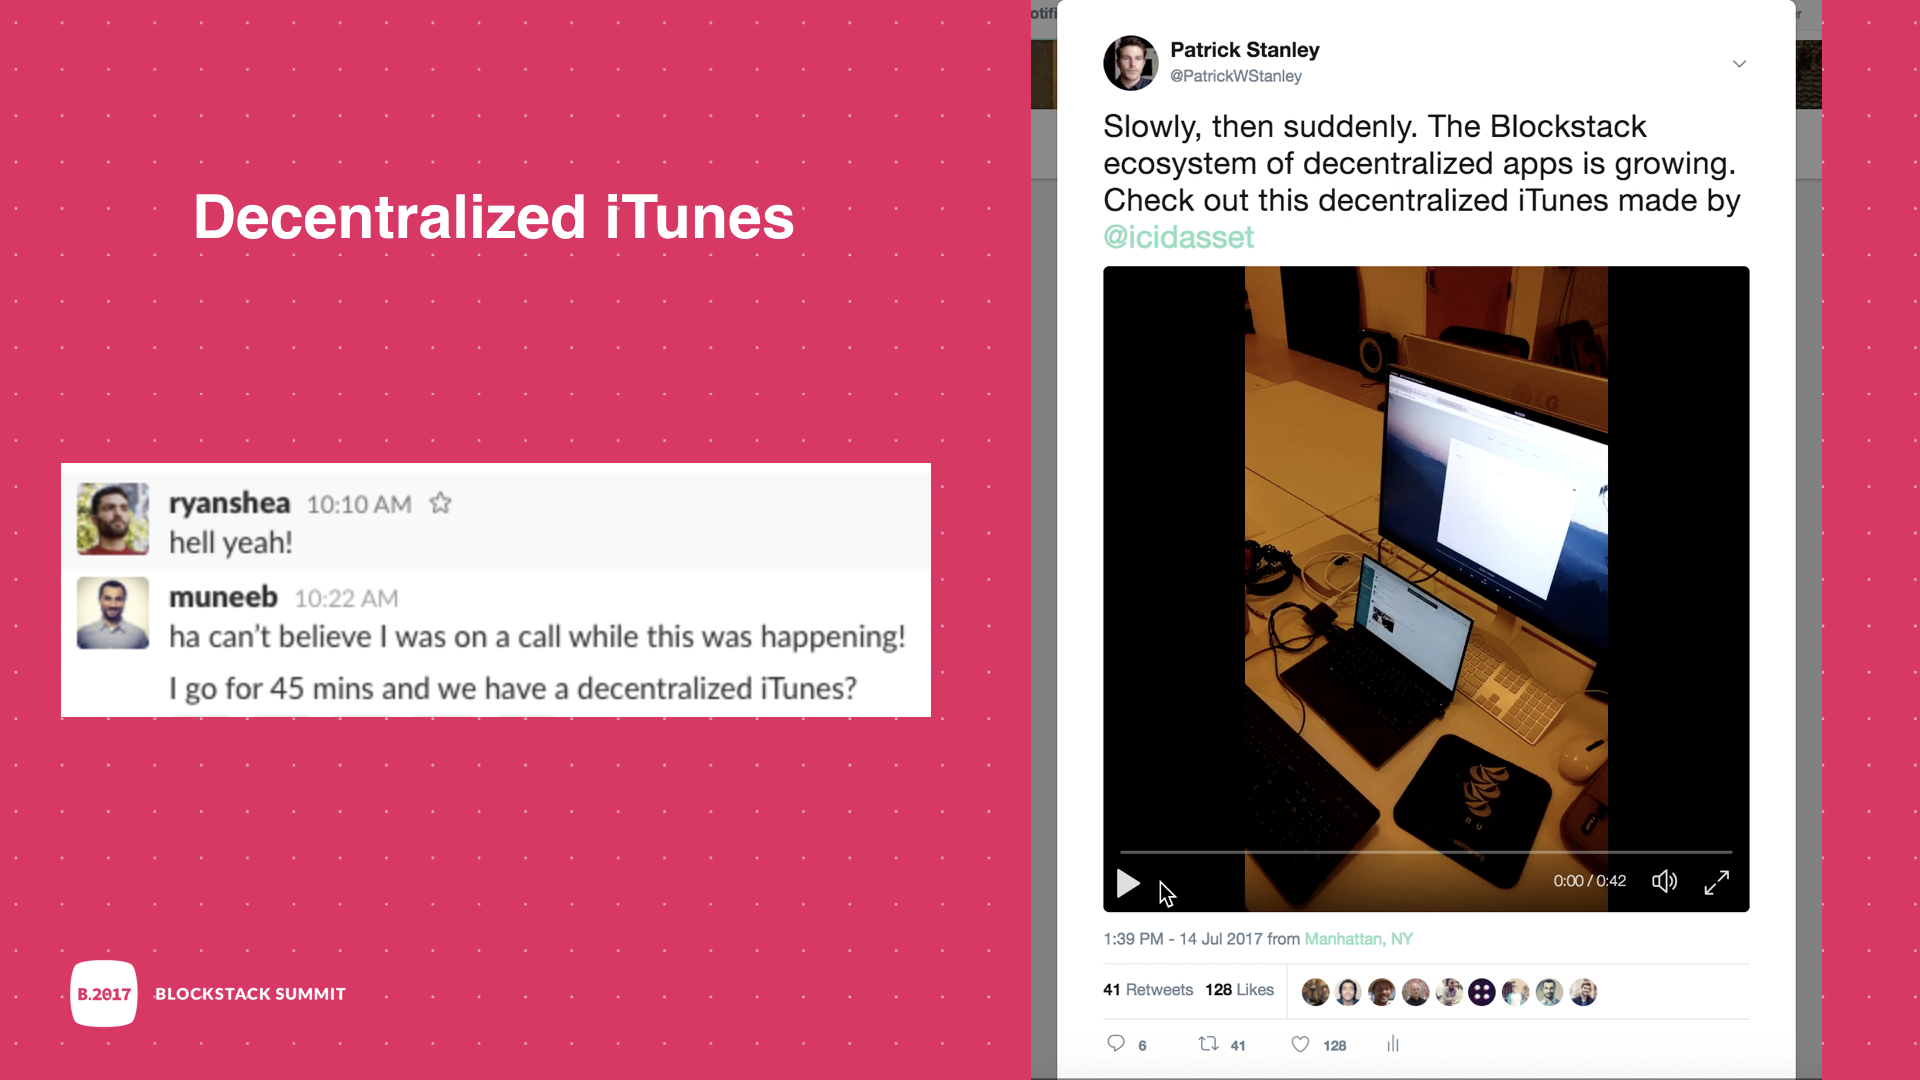 Decentralized iTunes
ryanshea 10:10 AM
hell yeah!
muneeb 10:22 AM
ha can't believe I was on a call while this was happening!
I go for 45 mins and we have a decentralized iTunes?
B.2017 BLOCKSTACK SUMMIT
Patrick Stanley
@PatrickWStanley
Slowly, then suddenly. The Blockstack
ecosystem of decentralized apps is growing.
Check out this decentralized iTunes made by
@icidasset
LG
R U
0:00 / 0:42
1:39 PM - 14 Jul 2017 from Manhattan, NY
41 Retweets 128 Likes
6 41 128